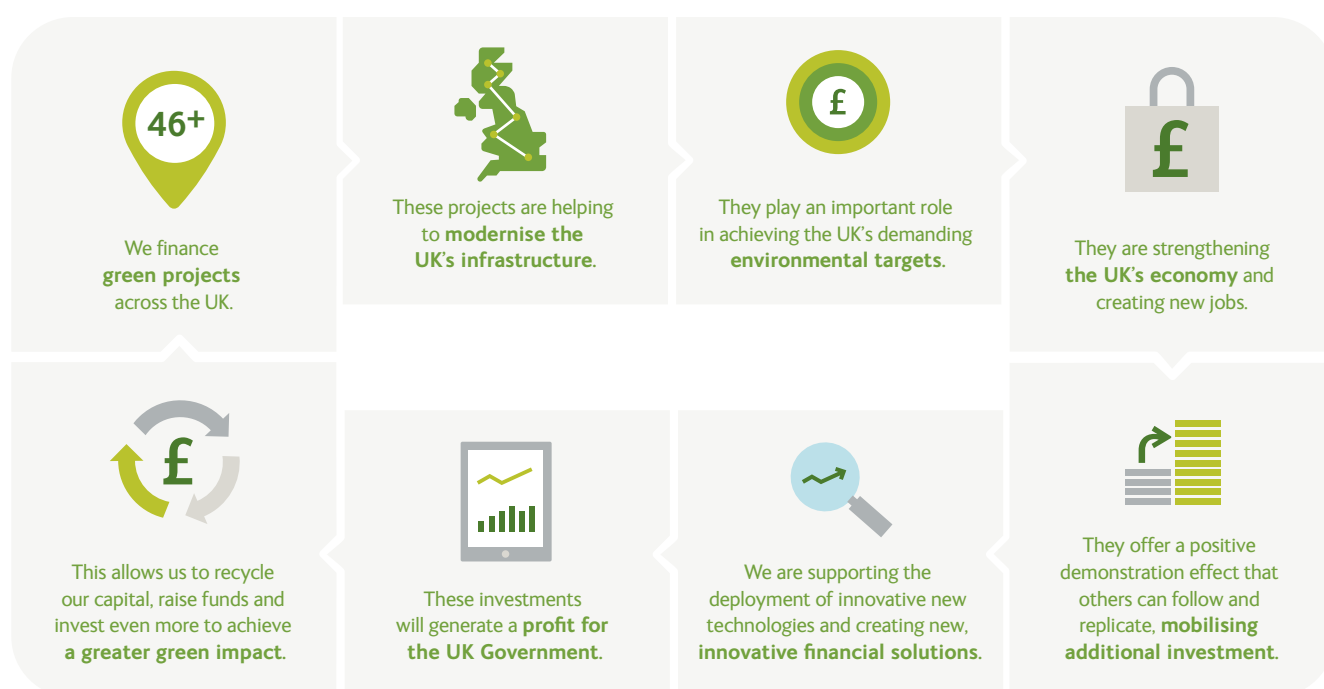 46+
We finance
green projects
across the UK.
These projects are helping
to modernise the
UK's infrastructure.
£
They play an important role
in achieving the UK's demanding
environmental targets.
£
They are strengthening
the UK's economy and
creating new jobs.
They offer a positive
demonstration effect that
others can follow and
replicate, mobilising
additional investment.
We are supporting the
deployment of innovative new
technologies and creating new,
innovative financial solutions.
These investments
will generate a profit for
the UK Government.
£
This allows us to recycle
our capital, raise funds and
invest even more to achieve
a greater green impact.